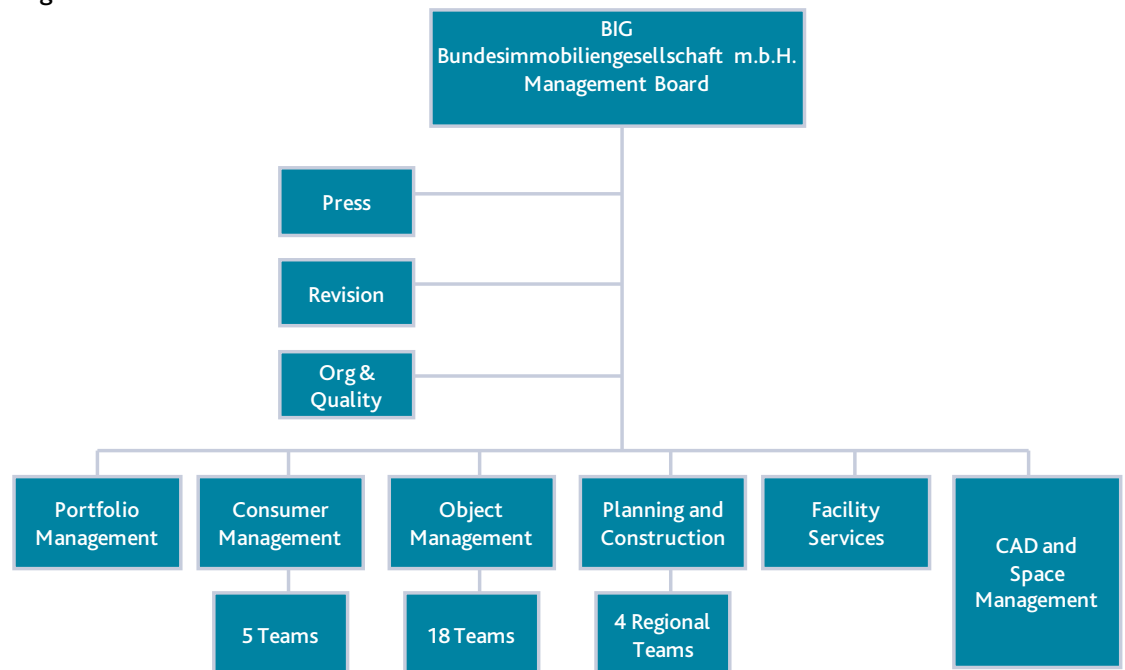 BIG
Bundesimmobiliengesellschaft m.b.H.
Management Board
Press
Revision
Org &
Quality
Portfolio
Management
Consumer
Management
Object
Management
Planning and
Construction
Facility
Services
CAD and
Space
Management
5 Teams
18 Teams
4 Regional
Teams